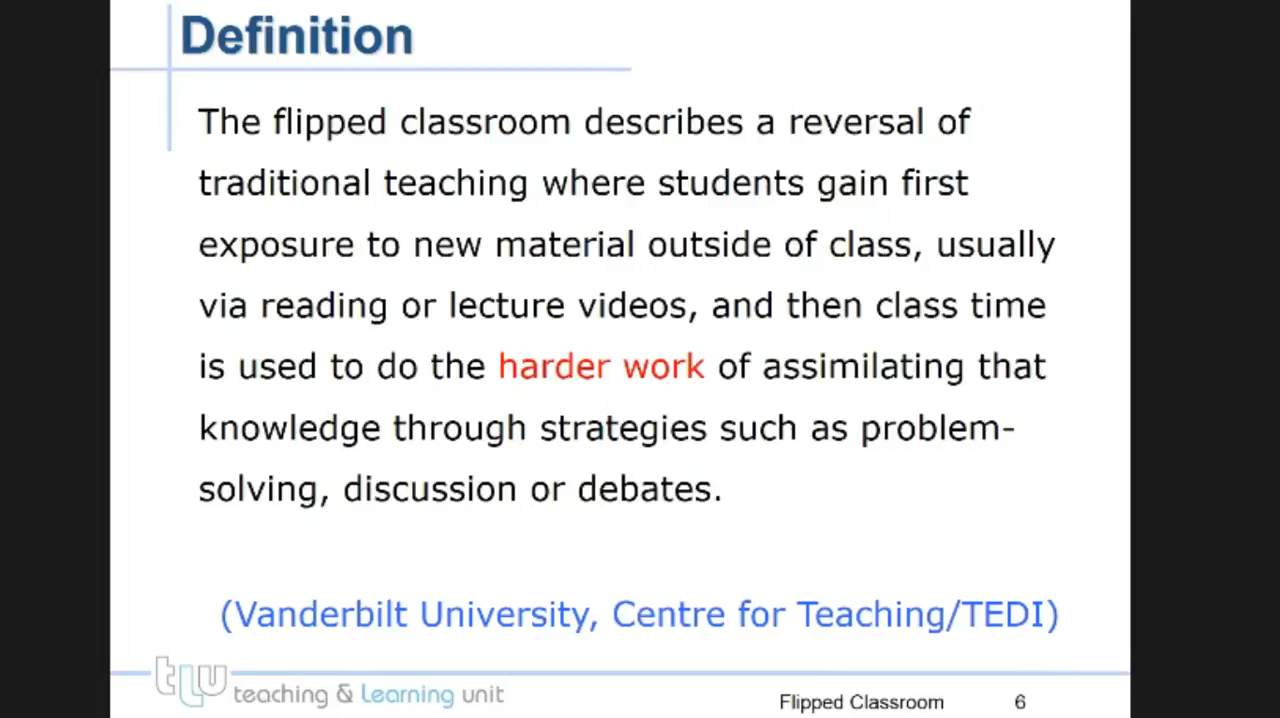 Definition
The flipped classroom describes a reversal of
traditional teaching where students gain first
exposure to new material outside of class, usually
via reading or lecture videos, and then class time
is used to do the harder work of assimilating that
knowledge through strategies such as problem-
solving, discussion or debates.
(Vanderbilt University, Centre for Teaching/TEDI)
tLu teaching & Learning unit
Flipped Classroom 6